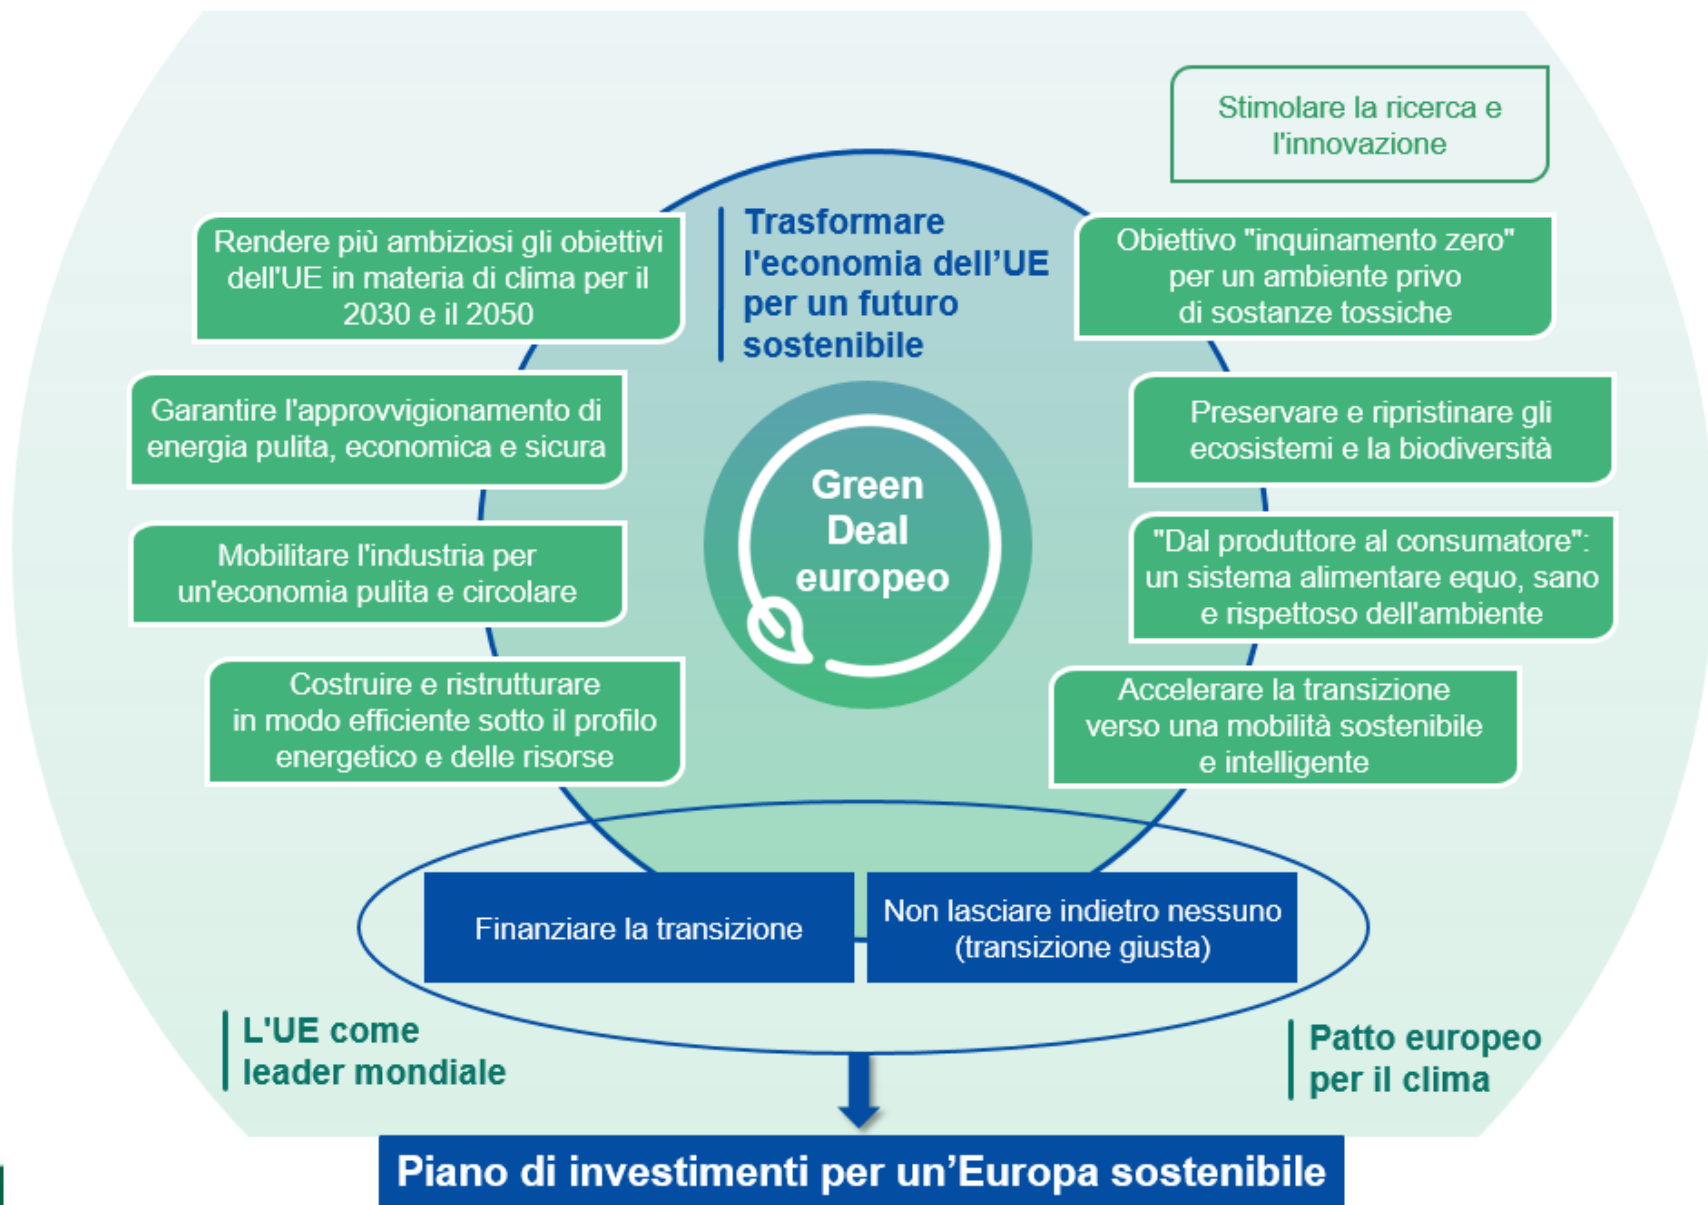 Stimolare la ricerca e
l'innovazione
Trasformare
l'economia dell’UE
per un futuro
sostenibile
Rendere più ambiziosi gli obiettivi
dell'UE in materia di clima per il
2030 e il 2050
Obiettivo "inquinamento zero"
per un ambiente privo
di sostanze tossiche
Garantire l'approvvigionamento di
energia pulita, economica e sicura
Preservare e ripristinare gli
ecosistemi e la biodiversità
Green
Deal
europeo
Mobilitare l'industria per
un'economia pulita e circolare
"Dal produttore al consumatore":
un sistema alimentare equo, sano
e rispettoso dell'ambiente
Costruire e ristrutturare
in modo efficiente sotto il profilo
energetico e delle risorse
Accelerare la transizione
verso una mobilità sostenibile
e intelligente
Finanziare la transizione
Non lasciare indietro nessuno
(transizione giusta)
L'UE come
leader mondiale
Patto europeo
per il clima
Piano di investimenti per un’Europa sostenibile